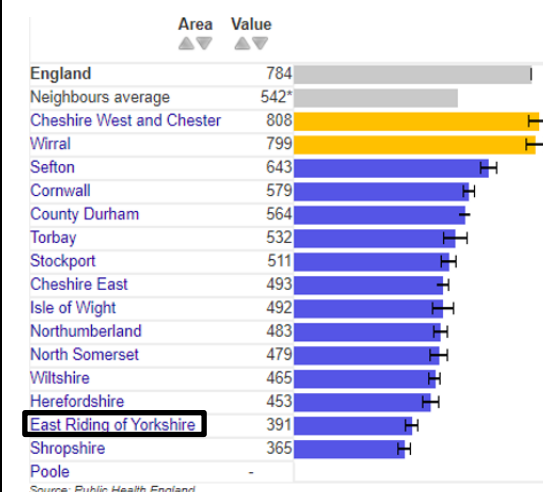 Area Value
England 784
Neighbours average 542*
Cheshire West and Chester 808
Wirral 799
Sefton 643
Cornwall 579
County Durham 564
Torbay 532
Stockport 511
Cheshire East 493
Isle of Wight 492
Northumberland 483
North Somerset 479
Wiltshire 465
Herefordshire 453
East Riding of Yorkshire 391
Shropshire 365
Poole -
Source: Public Health England